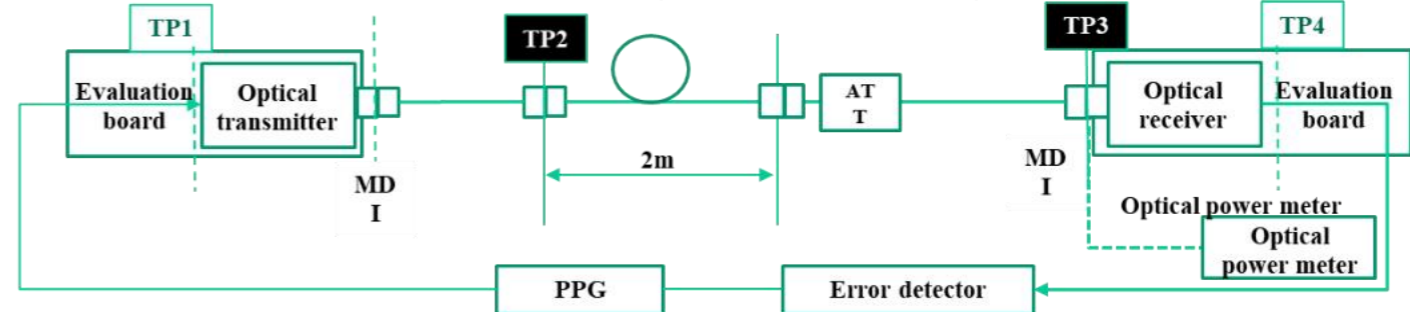 TP1
TP2
TP3
TP4
Evaluation
board
Optical
transmitter
AT
T
Optical
receiver
Evaluation
board
MD
I
2m
MD
I
Optical power meter
Optical
power meter
PPG
Error detector